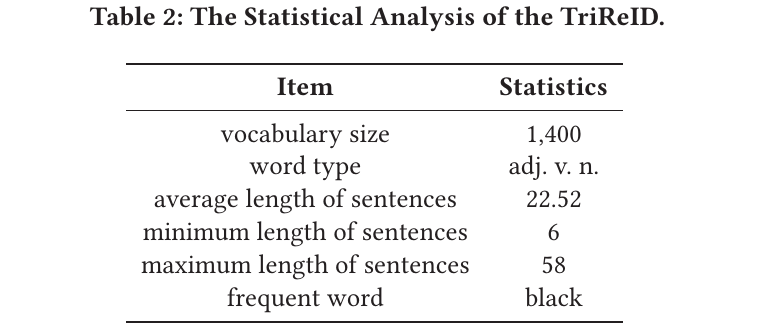 Table 2: The Statistical Analysis of the TriReID.
Item Statistics
vocabulary size 1,400
word type adj. v. n.
average length of sentences 22.52
minimum length of sentences 6
maximum length of sentences 58
frequent word black